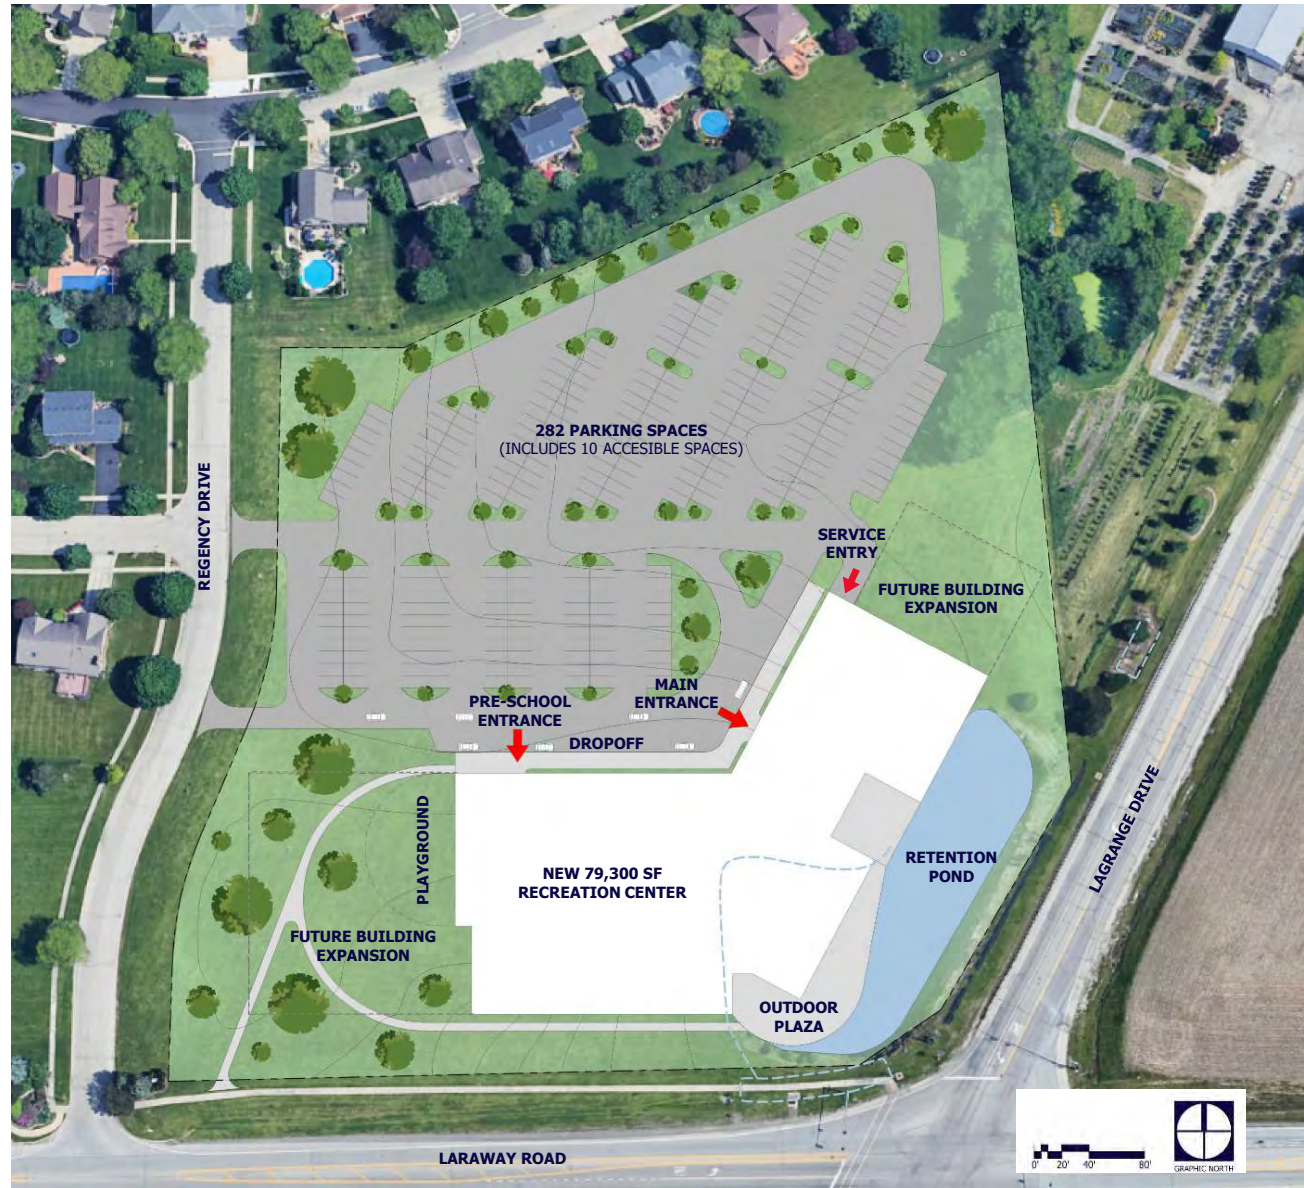 282 PARKING SPACES
(INCLUDES 10 ACCESIBLE SPACES)
REGENCY DRIVE
SERVICE
ENTRY
FUTURE BUILDING
EXPANSION
MAIN
ENTRANCE
PRE-SCHOOL
ENTRANCE
DROPOFF
PLAYGROUND
LAGRANGE DRIVE
RETENTION
POND
NEW 79,300 SF
RECREATION CENTER
FUTURE BUILDING
EXPANSION
OUTDOOR
PLAZA
LARAWAY ROAD
0' 20' 40' 80'
GRAPHIC NORTH